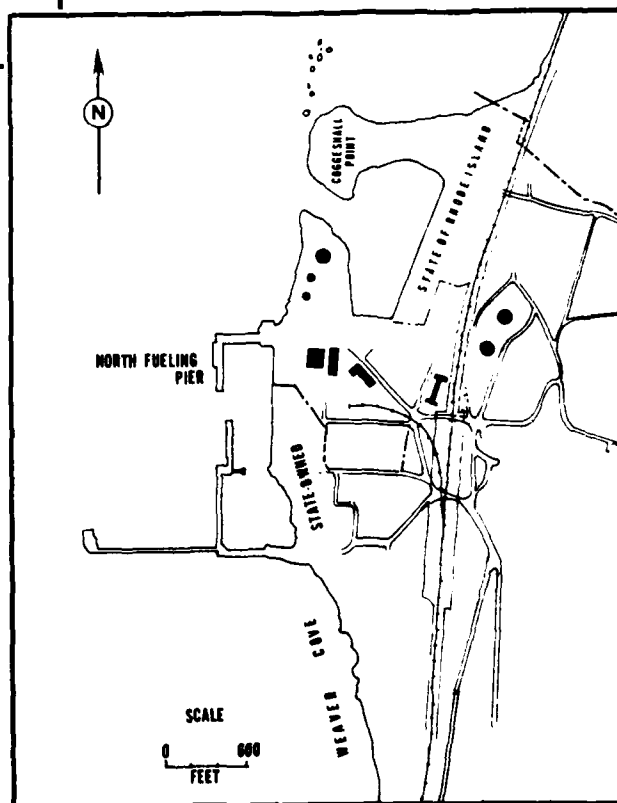 N
COGGESHALL
POINT
STATE OF RHODE ISLAND
NORTH FUELING
PIER
STATE-OWNED
WEAVER COVE
SCALE
0 600
FEET